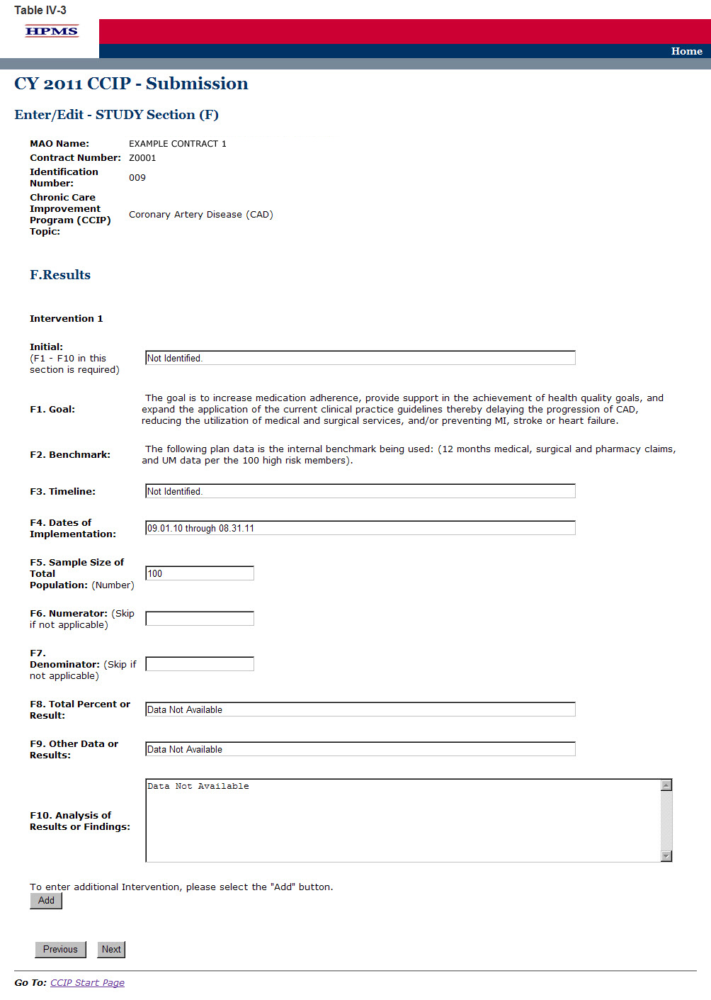 Table IV-3
HPMS
Home
CY 2011 CCIP - Submission
Enter/Edit - STUDY Section (F)
MAO Name: EXAMPLE CONTRACT 1
Contract Number: Z0001
Identification
Number: 009
Chronic Care
Improvement
Program (CCIP)
Topic: Coronary Artery Disease (CAD)
F.Results
Intervention 1
Initial:
(F1 - F10 in this
section is required)
Not Identified.
F1. Goal:
The goal is to increase medication adherence, provide support in the achievement of health quality goals, and
expand the application of the current clinical practice guidelines thereby delaying the progression of CAD,
reducing the utilization of medical and surgical services, and/or preventing MI, stroke or heart failure.
F2. Benchmark:
The following plan data is the internal benchmark being used: (12 months medical, surgical and pharmacy claims,
and UM data per the 100 high risk members).
F3. Timeline: Not Identified.
F4. Dates of
Implementation:
09.01.10 through 08.31.11
F5. Sample Size of
Total
Population: (Number)
100
F6. Numerator: (Skip
if not applicable)
F7.
Denominator: (Skip if
not applicable)
F8. Total Percent or
Result:
Data Not Available
F9. Other Data or
Results:
Data Not Available
F10. Analysis of
Results or Findings:
Data Not Available
To enter additional Intervention, please select the "Add" button.
Add
Previous Next
Go To: CCIP Start Page